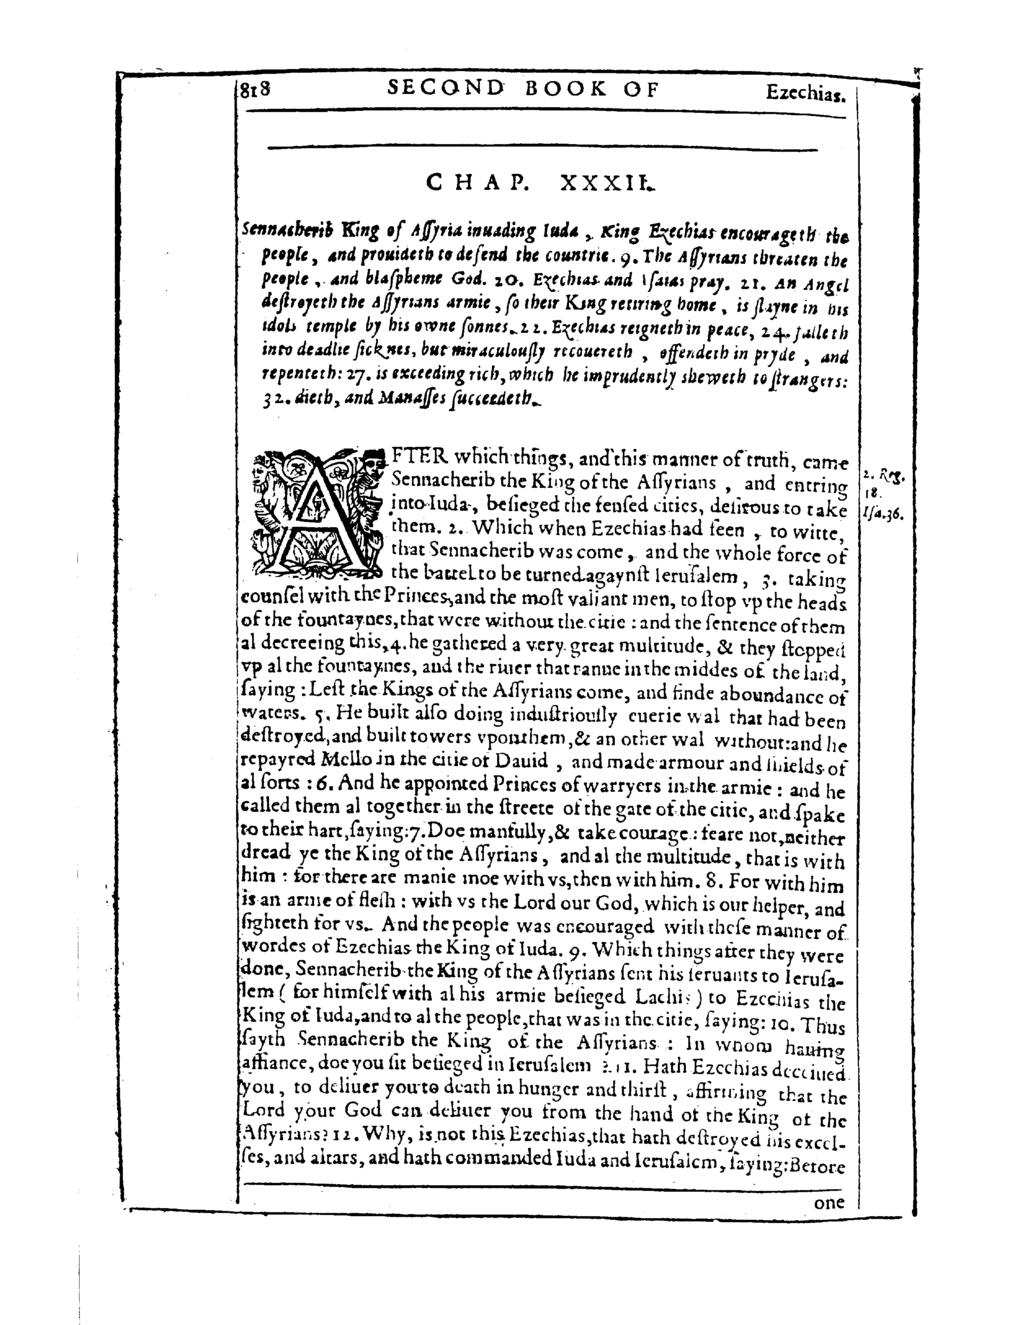 818 SECOND BOOK OF Ezechias.
CHAP. XXXII.
Sennacherib King of Aſſyria inuading Iuda, King Ezechias encourageth the
people, and prouideth to defend the countrie. 9. The Aſſyrians threaten the
people, and blaſpheme God. 20. Ezechias and Iſaias pray. 21. An Angel
deſtroyeth the Aſſyrians armie, ſo their King retiring home, is ſlayne in his
idols temple by his owne ſonnes. 22. Ezechias reigneth in peace, 24. falleth
into deadlie ſicknes, but miraculouſly recouereth, offendeth in pryde, and
repenteth: 27. is exceeding rich, which he imprudently sheweth to ſtrangers:
32. dieth, and Manaſſes ſucceedeth.
AFTER which things, and this manner of truth, came
Sennacherib the King of the Aſſyrians, and entring
into Iuda, beſieged the fenſed cities, deſirous to take
them. 2. Which when Ezechias had ſeen, to witte,
that Sennacherib was come, and the whole force of
the battel to be turned agaynſt Ieruſalem, 3. taking
counſel with the Princes, and the moſt valiant men, to ſtop vp the heads
of the fountaynes, that were without the citie: and the ſentence of them
al decreeing this, 4. he gathered a very great multitude, & they ſtopped
vp al the fountaynes, and the riuer that ranne in the middes of the land,
ſaying: Leſt the Kings of the Aſſyrians come, and finde aboundance of
waters. 5. He built alſo doing induſtriouſly euerie wal that had been
deſtroyed, and built towers vpon them, & an other wal without: and he
repayred Mello in the citie of Dauid, and made armour and shields of
al ſorts: 6. And he appointed Princes of warryers in the armie: and he
called them al together in the ſtreete of the gate of the citie, and ſpake
to their hart, ſaying: 7. Doe manfully, & take courage: feare not, neither
dread ye the King of the Aſſyrians, and al the multitude, that is with
him: for there are manie moe with vs, then with him. 8. For with him
is an arme of fleſh: with vs the Lord our God, which is our helper, and
fighteth for vs. And the people was encouraged with theſe manner of
wordes of Ezechias the King of Iuda. 9. Which things after they were
done, Sennacherib the King of the Aſſyrians ſent his ſeruants to Ieruſa-
lem (for himſelf with al his armie beſieged Lachis) to Ezechias the
King of Iuda, and to al the people, that was in the citie, ſaying: 10. Thus
ſayth Sennacherib the King of the Aſſyrians: In whom hauing
affiance, doe you ſit beſieged in Ieruſalem? 11. Hath Ezechias deceiued
you, to deliuer you to death in hunger and thirſt, affirming that the
Lord your God can deliuer you from the hand of the King of the
Aſſyrians? 12. Why, is not this Ezechias, that hath deſtroyed his excel-
ſes, and altars, and hath commanded Iuda and Ieruſalem, ſaying: Before
one
2. Reg.
18.
Iſa. 36.